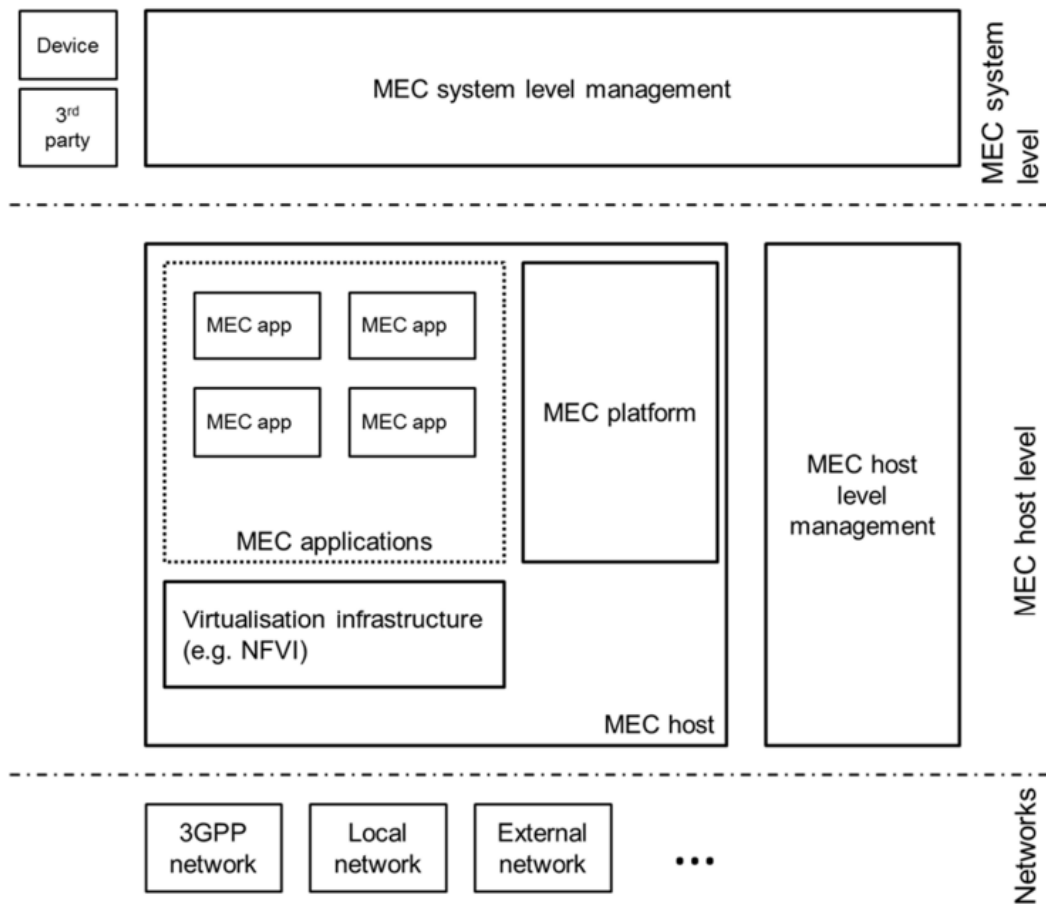 Device
3rd
party
MEC system level management
MEC system
level
MEC app
MEC app
MEC app
MEC app
MEC applications
MEC platform
Virtualisation infrastructure
(e.g. NFVI)
MEC host
MEC host
level
management
MEC host level
3GPP
network
Local
network
External
network
...
Networks